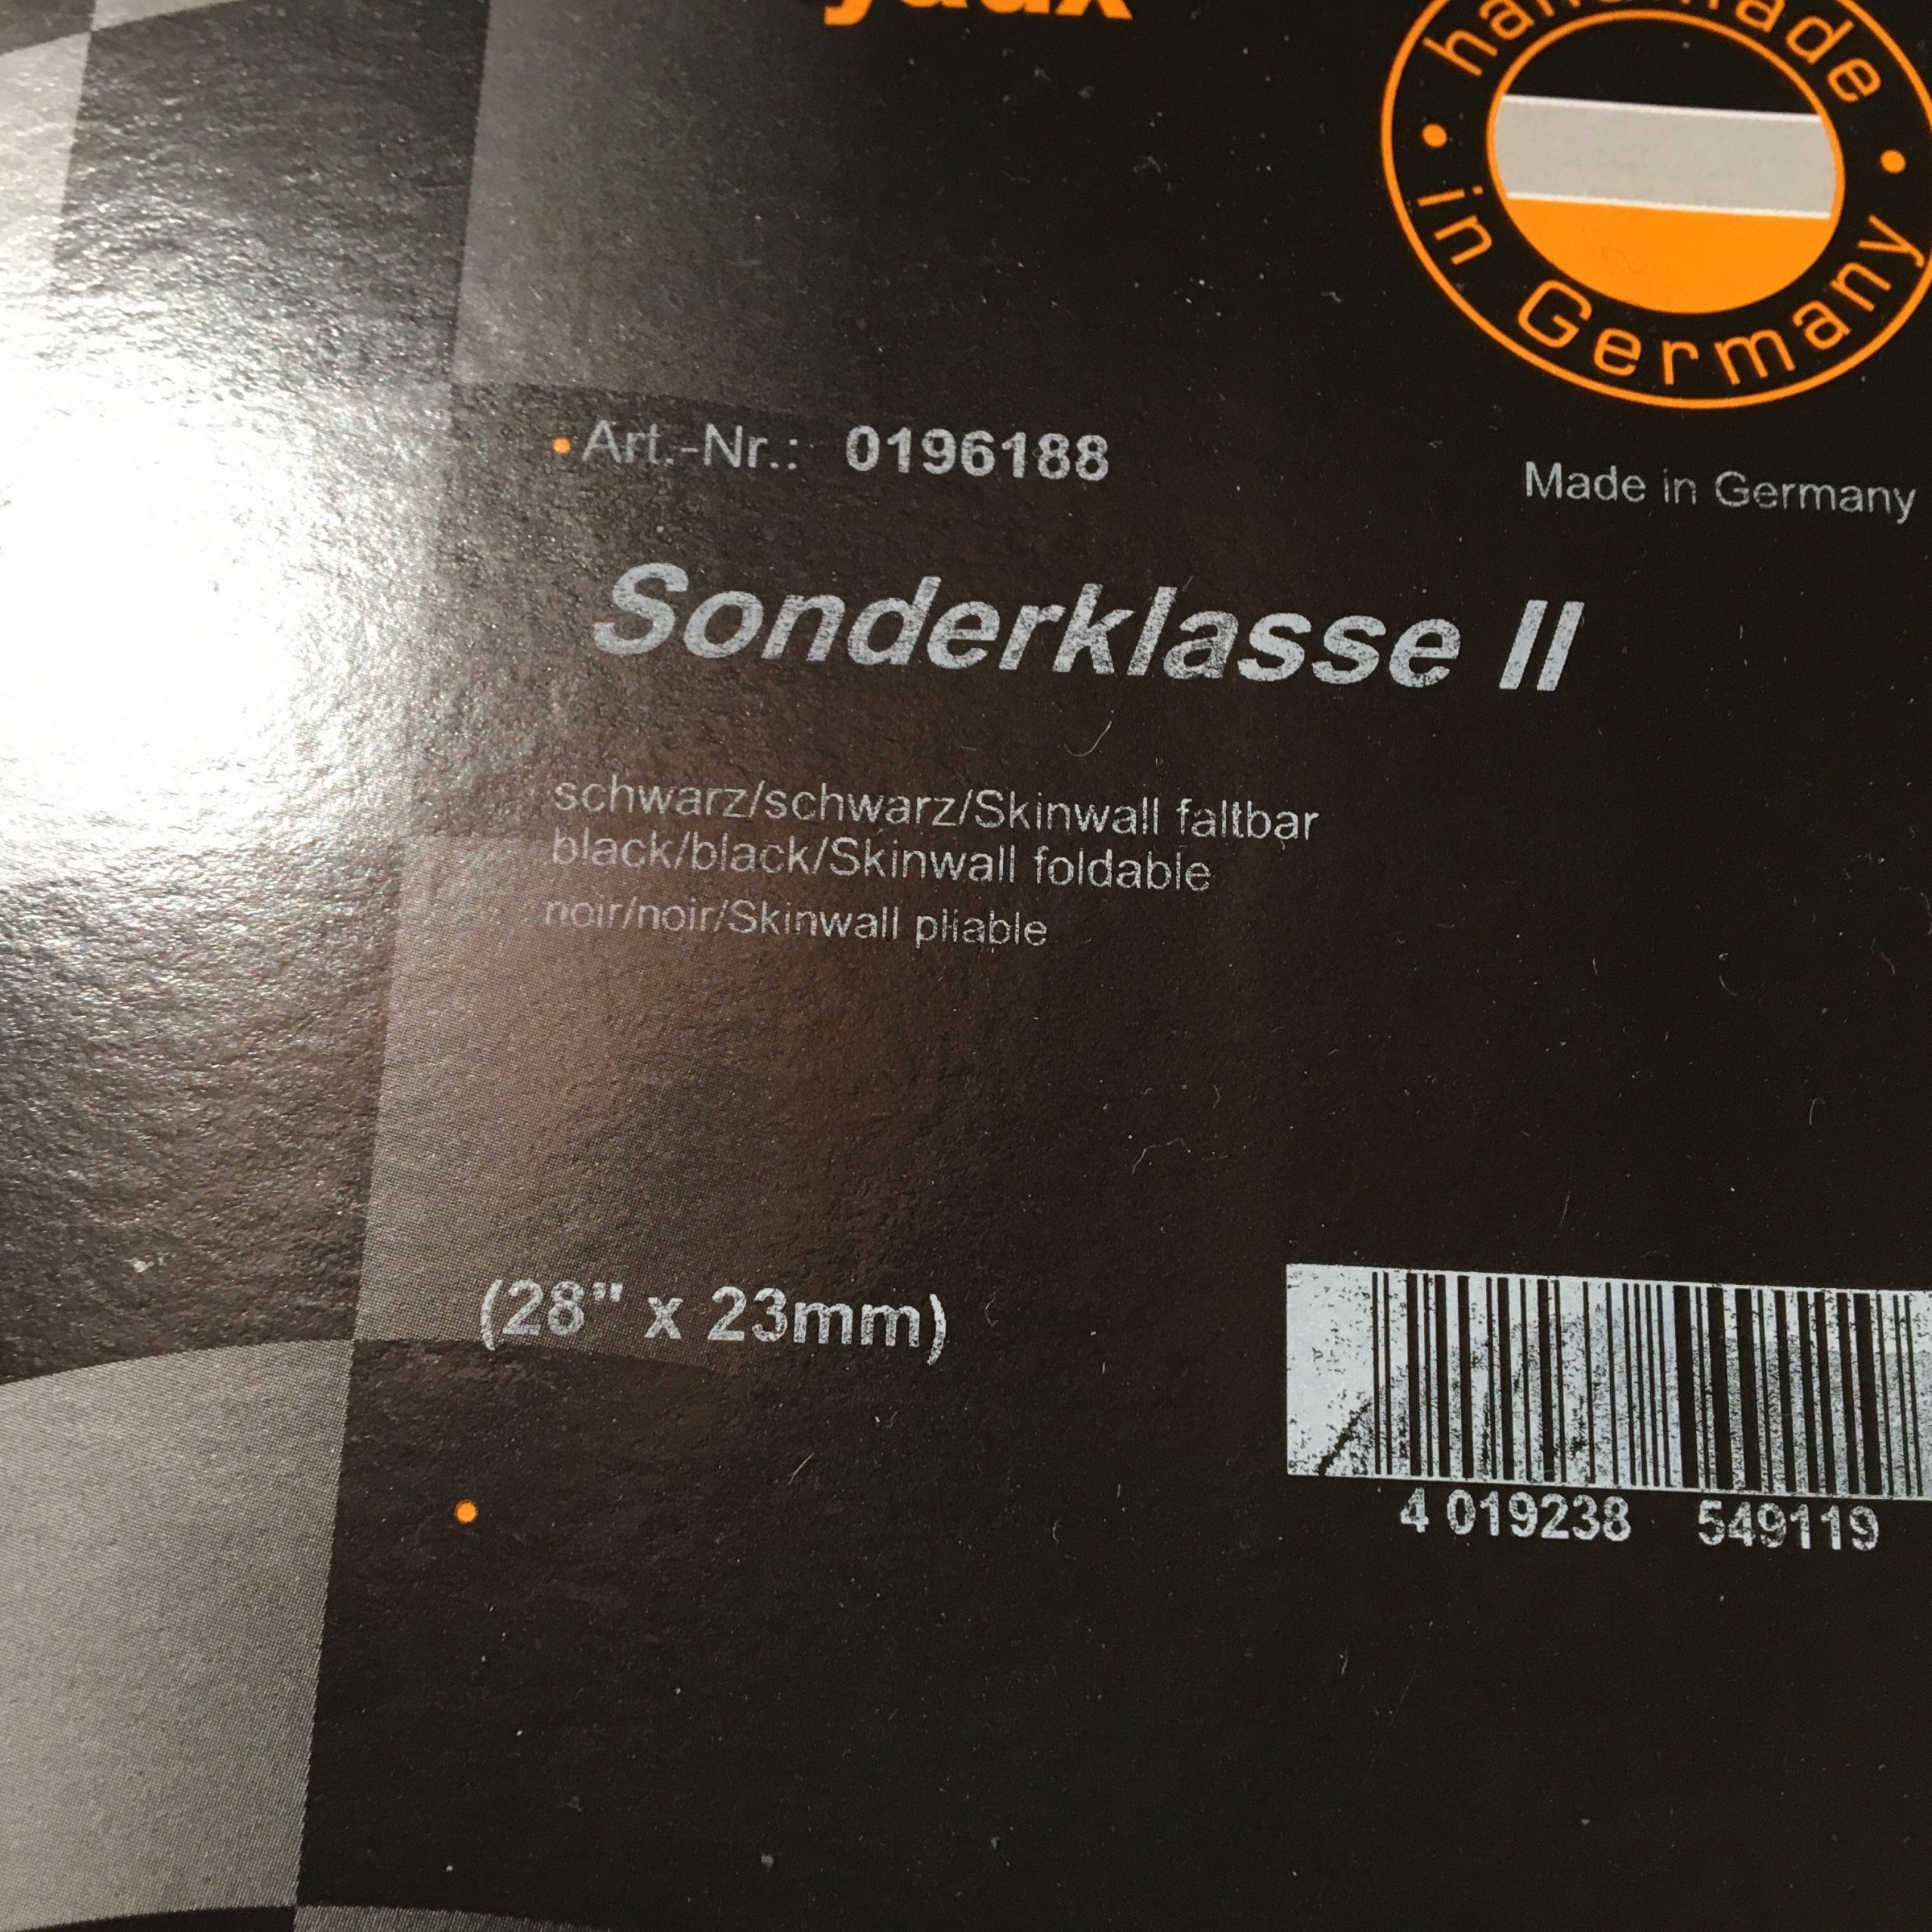 handmade
• in Germany •
• Art.-Nr.: 0196188
Made in Germany
Sonderklasse II
schwarz/schwarz/Skinwall faltbar
black/black/Skinwall foldable
noir/noir/Skinwall pliable
(28" x 23mm)
4 019238 549119